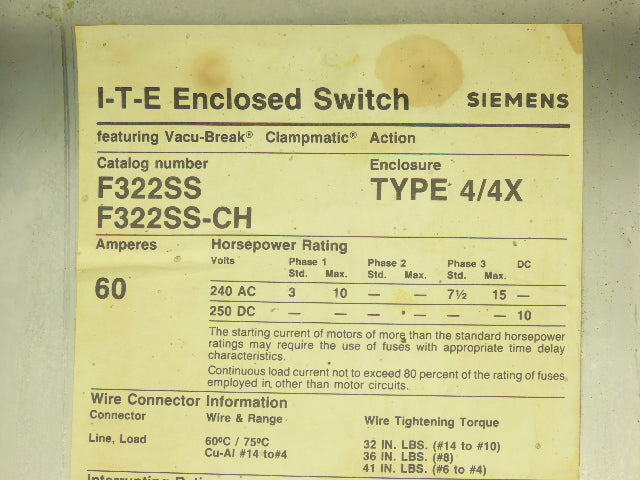 I-T-E Enclosed Switch SIEMENS
featuring Vacu-Break® Clampmatic® Action
Catalog number Enclosure
F322SS TYPE 4/4X
F322SS-CH
Amperes Horsepower Rating
Volts Phase 1 Phase 2 Phase 3 DC
Std. Max. Std. Max. Std. Max.
60 240 AC 3 10 — — 7½ 15 —
250 DC — — — — — — 10
The starting current of motors of more than the standard horsepower
ratings may require the use of fuses with appropriate time delay
characteristics.
Continuous load current not to exceed 80 percent of the rating of fuses
employed in other than motor circuits.
Wire Connector Information
Connector Wire & Range Wire Tightening Torque
Line, Load 60ºC / 75ºC 32 IN. LBS. (#14 to #10)
Cu-Al #14 to#4 36 IN. LBS. (#8)
41 IN. LBS. (#6 to #4)